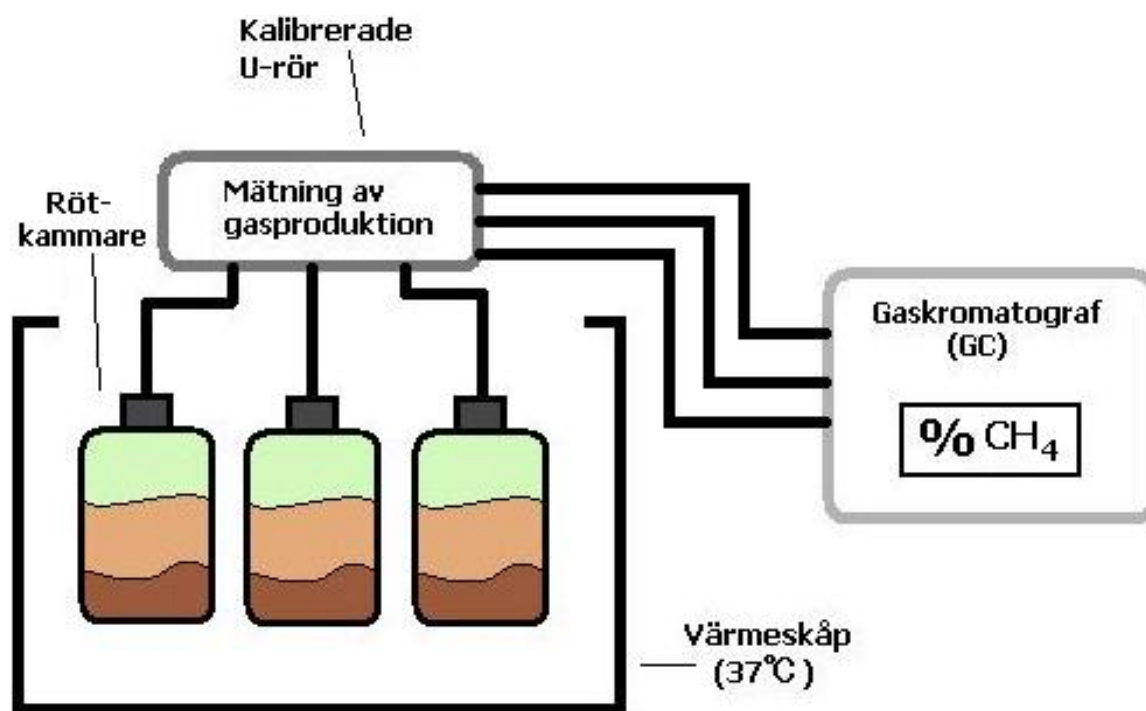 Kalibrerade
U-rör
Mätning av
gasproduktion
Röt-
kammare
Gaskromatograf
(GC)
% CH₄
Värmeskåp
(37°C)